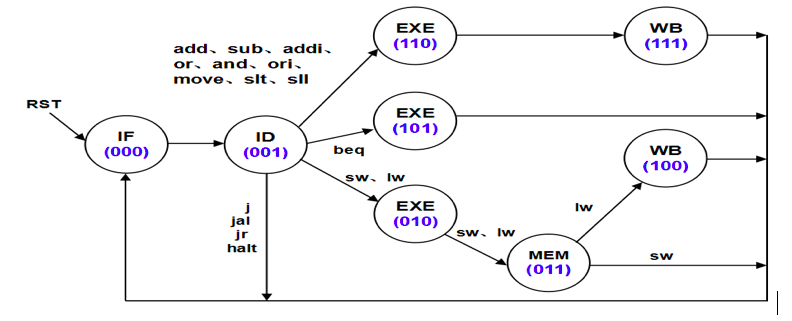 EXE
(110)
WB
(111)
add、sub、addi、
or、and、ori、
move、slt、sll
RST
IF
(000)
ID
(001)
EXE
(101)
beq
WB
(100)
sw、lw
EXE
(010)
j
jal
jr
halt
lw
sw、lw
MEM
(011)
sw